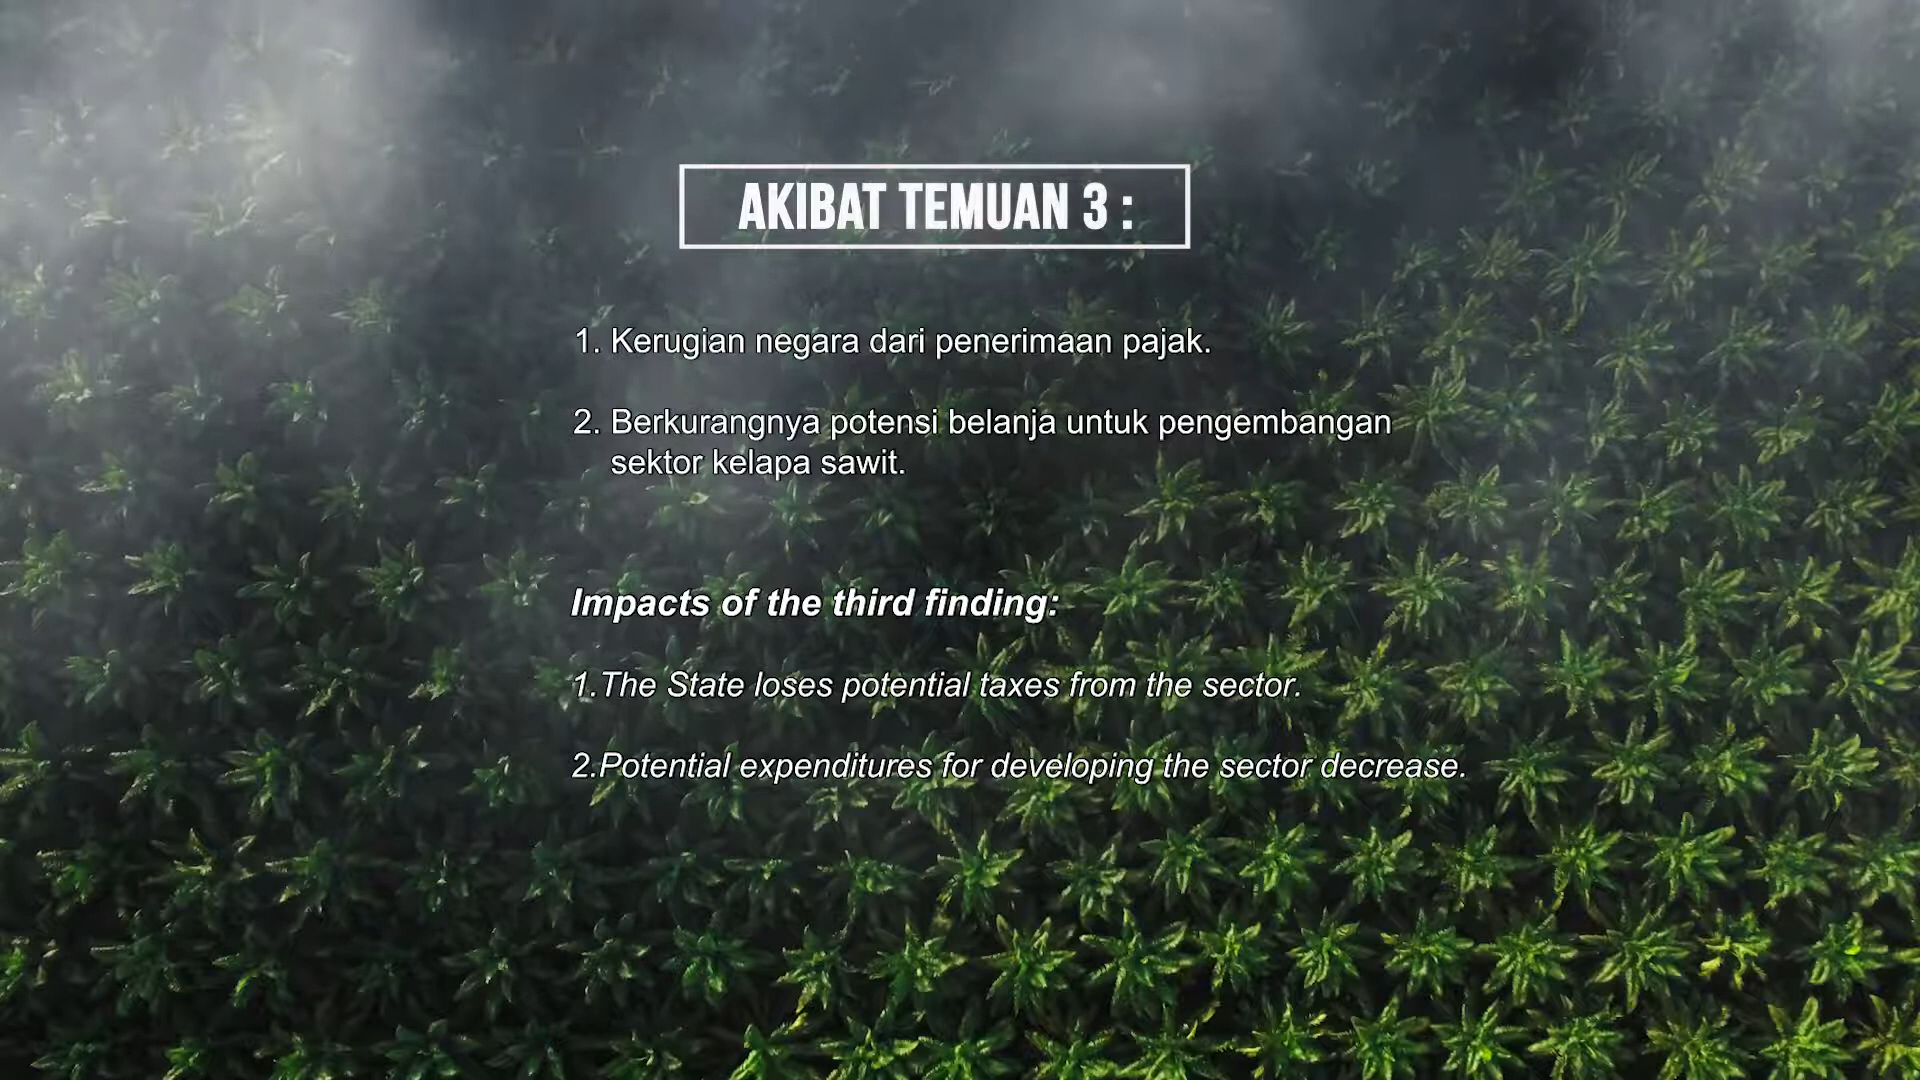 AKIBAT TEMUAN 3 :
1. Kerugian negara dari penerimaan pajak.
2. Berkurangnya potensi belanja untuk pengembangan
sektor kelapa sawit.
Impacts of the third finding:
1.The State loses potential taxes from the sector.
2.Potential expenditures for developing the sector decrease.